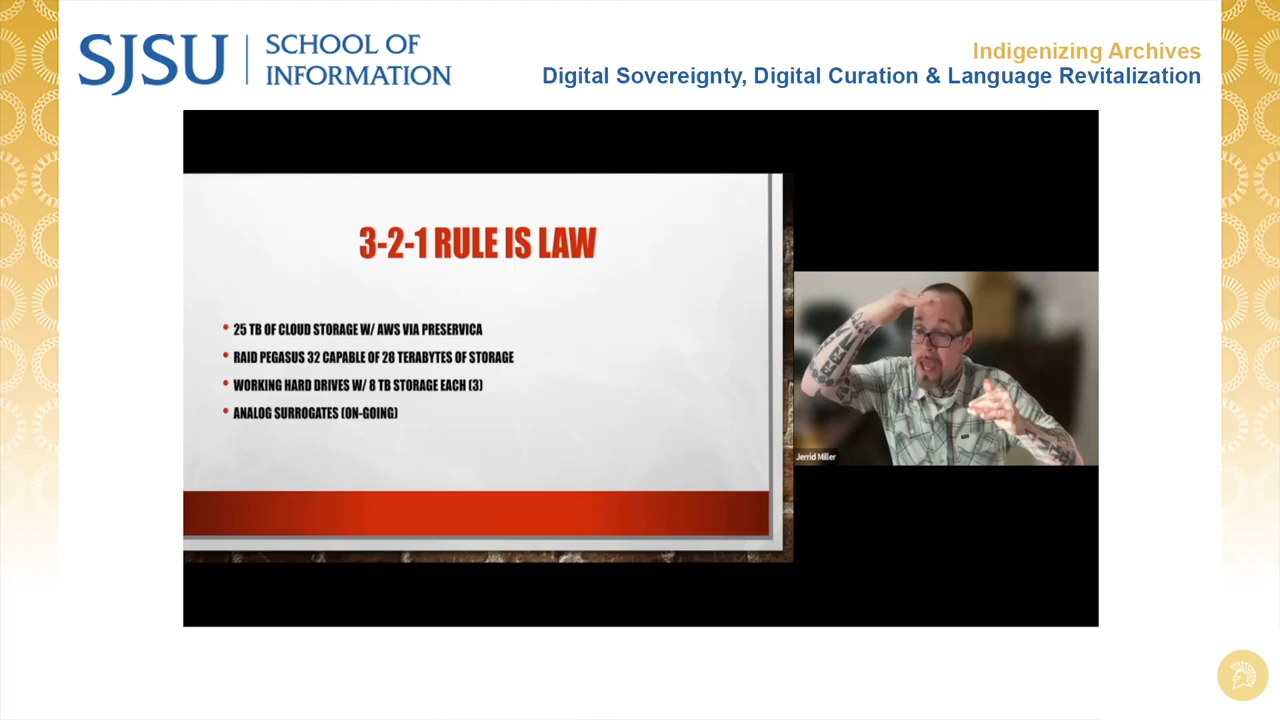 SJSU
SCHOOL OF
INFORMATION
Indigenizing Archives
Digital Sovereignty, Digital Curation & Language Revitalization
3-2-1 RULE IS LAW
• 25 TB OF CLOUD STORAGE W/ AWS VIA PRESERVICA
• RAID PEGASUS 32 CAPABLE OF 28 TERABYTES OF STORAGE
• WORKING HARD DRIVES W/ 8 TB STORAGE EACH (3)
• ANALOG SURROGATES (ON-GOING)
Jerrid Miller